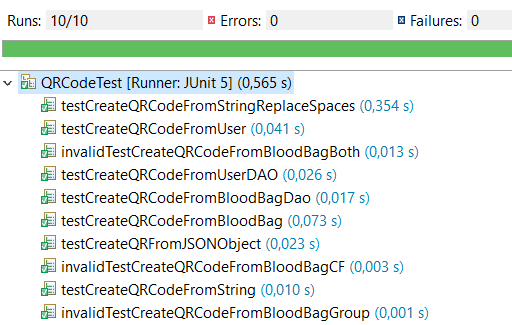 Runs: 10/10 Errors: 0 Failures: 0
QRCodeTest [Runner: JUnit 5] (0,565 s)
testCreateQRCodeFromStringReplaceSpaces (0,354 s)
testCreateQRCodeFromUser (0,041 s)
invalidTestCreateQRCodeFromBloodBagBoth (0,013 s)
testCreateQRCodeFromUserDAO (0,026 s)
testCreateQRCodeFromBloodBagDao (0,017 s)
testCreateQRCodeFromBloodBag (0,073 s)
testCreateQRFromJSONObject (0,023 s)
invalidTestCreateQRCodeFromBloodBagCF (0,003 s)
testCreateQRCodeFromString (0,010 s)
invalidTestCreateQRCodeFromBloodBagGroup (0,001 s)